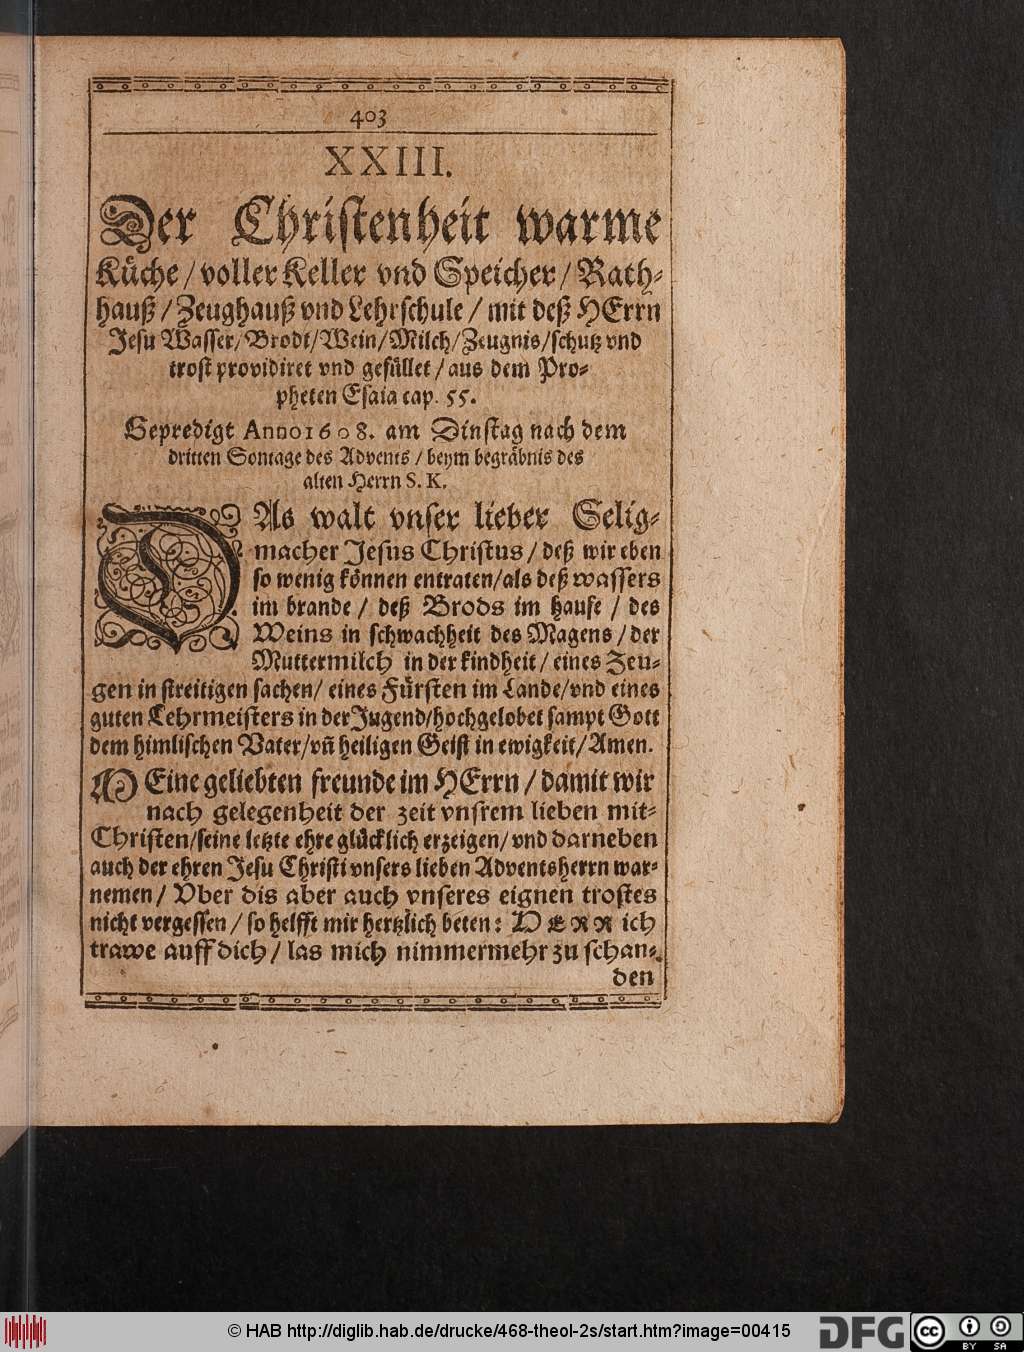 403
XXIII.
Der Christenheit warme
Küche / voller Keller vnd Speicher / Rath-
hauß / Zeughauß vnd Lehrschule / mit deß HErrn
Jesu Wasser / Brodt / Wein / Milch / Zeugnis / schutz vnd
trost providiret vnd gefüllet / aus dem Pro-
pheten Esaia cap. 55.
Gepredigt Anno 1608. am Dinstag nach dem
dritten Sontage des Advents / beym begräbnis des
alten Herrn S. K.
DAs walt vnser lieber Selig-
macher Jesus Christus / deß wir eben
so wenig können entraten / als deß wassers
im brande / deß Brods im hause / des
Weins in schwachheit des Magens / der
Muttermilch in der kindheit / eines Zeu-
gen in streitigen sachen / eines Fürsten im Lande / vnd eines
guten Lehrmeisters in der Jugend / hochgelobet sampt Gott
dem himlischen Vater / vñ heiligen Geist in ewigkeit / Amen.
MEine geliebten freunde im HErrn / damit wir
nach gelegenheit der zeit vnsrem lieben mit-
Christen / seine letzte ehre glücklich erzeigen / vnd darneben
auch der ehren Jesu Christi vnsers lieben Adventsherrn war-
nemen / Vber dis aber auch vnseres eignen trostes
nicht vergessen / so helfft mir hertzlich beten: HERR ich
trawe auff dich / las mich nimmermehr zu schan-
den
© HAB http://diglib.hab.de/drucke/468-theol-2s/start.htm?image=00415
DFG
cc
BY SA